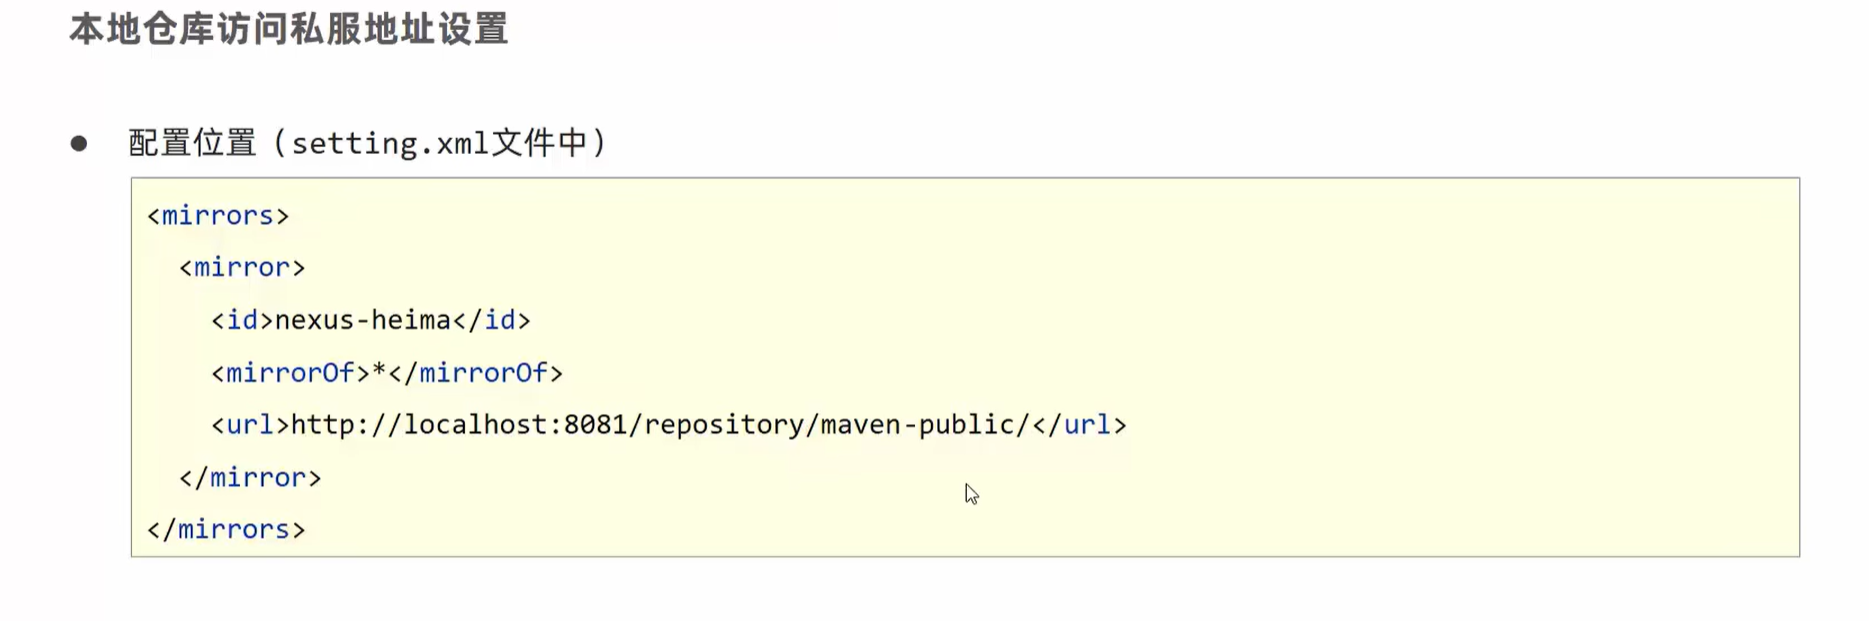 本地仓库访问私服地址设置
● 配置位置（setting.xml文件中）
<mirrors>
  <mirror>
    <id>nexus-heima</id>
    <mirrorOf>*</mirrorOf>
    <url>http://localhost:8081/repository/maven-public/</url>
  </mirror>
</mirrors>